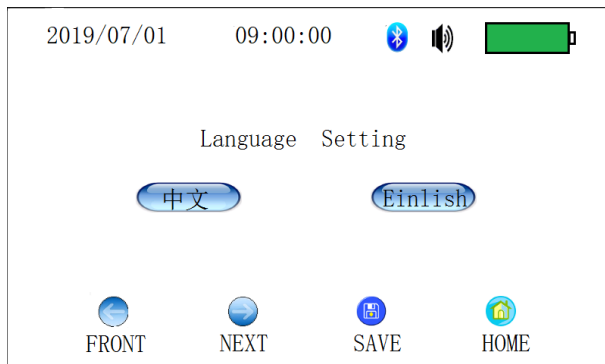 2019/07/01 09:00:00
Language Setting
中文 Einlish
FRONT NEXT SAVE HOME